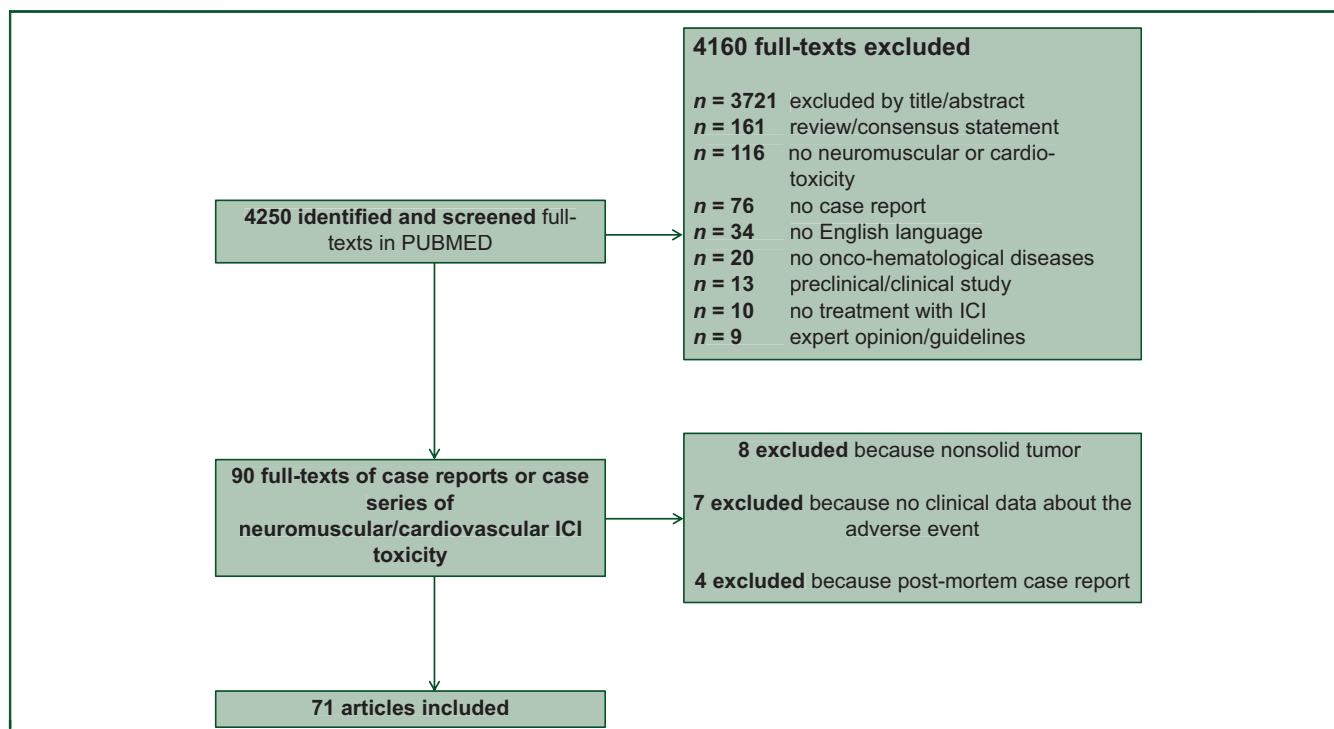 4160 full-texts excluded
n = 3721 excluded by title/abstract
n = 161 review/consensus statement
n = 116 no neuromuscular or cardio-
toxicity
n = 76 no case report
n = 34 no English language
n = 20 no onco-hematological diseases
n = 13 preclinical/clinical study
n = 10 no treatment with ICI
n = 9 expert opinion/guidelines
4250 identified and screened full-
texts in PUBMED
90 full-texts of case reports or case
series of
neuromuscular/cardiovascular ICI
toxicity
8 excluded because nonsolid tumor
7 excluded because no clinical data about the
adverse event
4 excluded because post-mortem case report
71 articles included